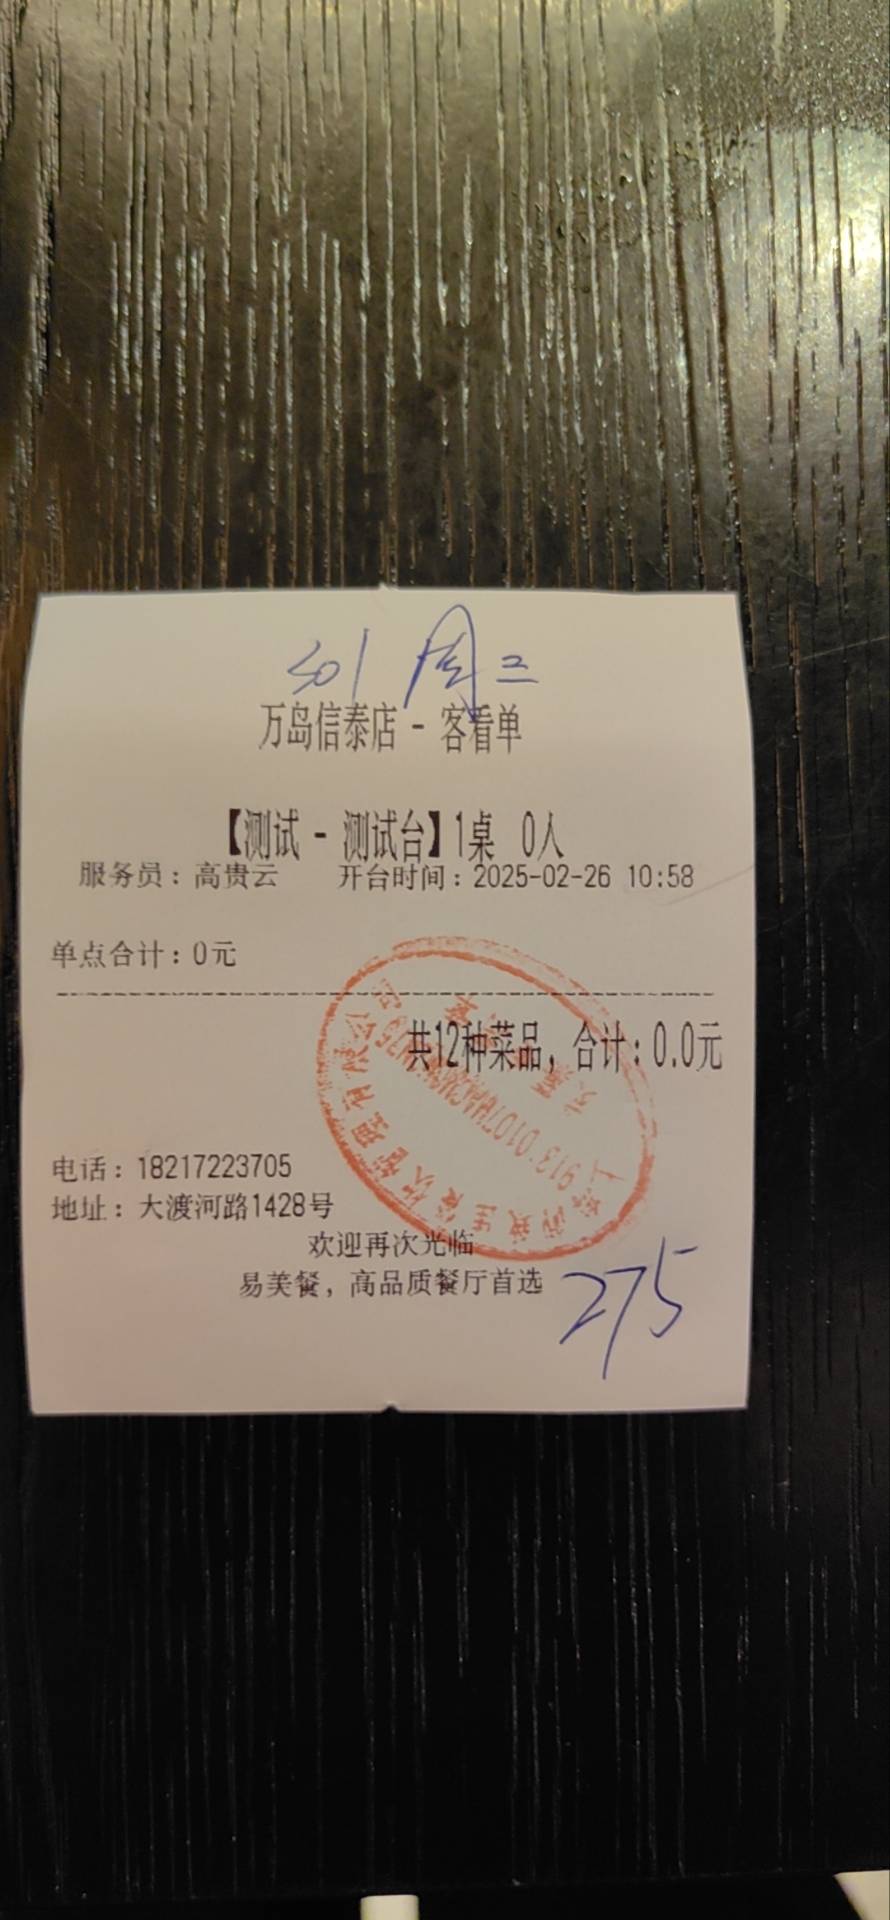 301 周二
万岛信泰店 - 客看单
【测试 - 测试台】1桌 0人
服务员：高贵云 开台时间：2025-02-26 10:58
单点合计：0元
共12种菜品，合计：0.0元
电话：18217223705
地址：大渡河路1428号
欢迎再次光临
易美餐，高品质餐厅首选
275